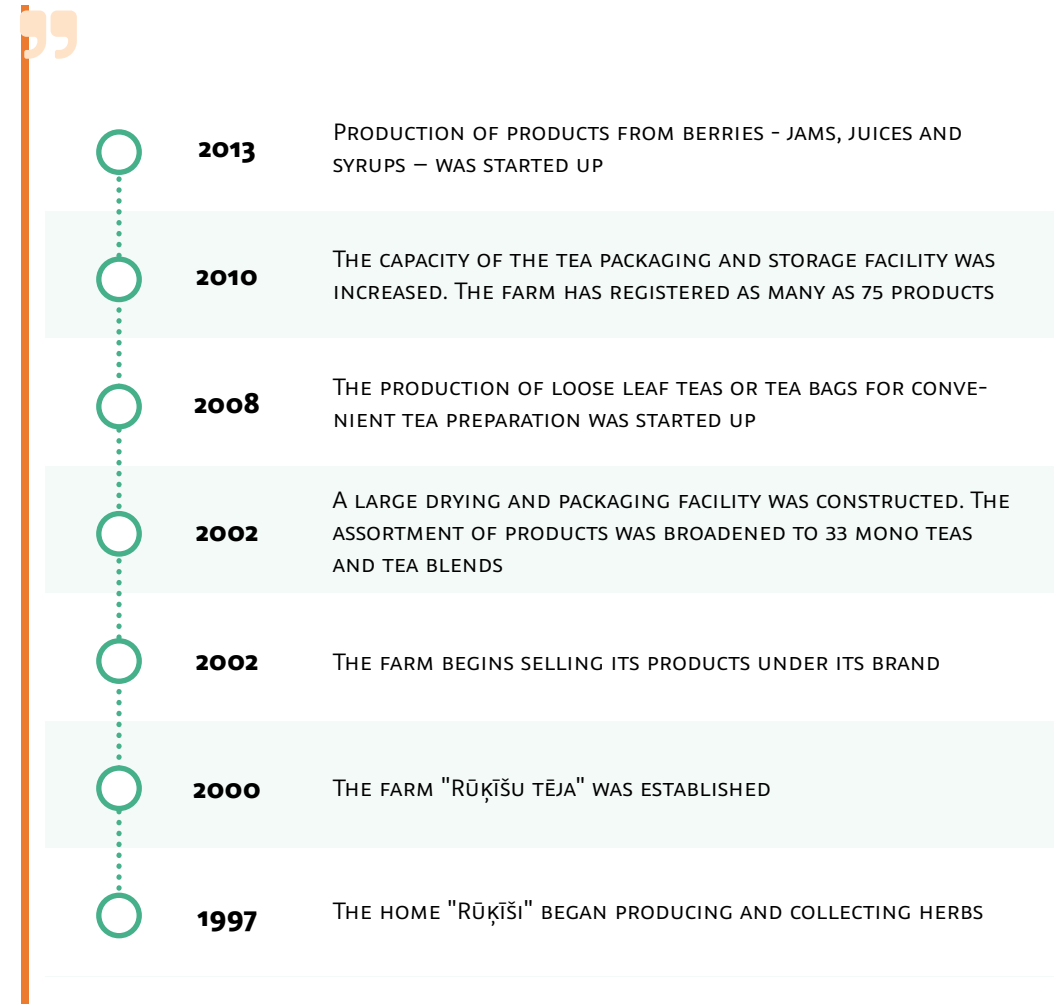 2013
Production of products from berries - jams, juices and
syrups – was started up
2010
The capacity of the tea packaging and storage facility was
increased. The farm has registered as many as 75 products
2008
The production of loose leaf teas or tea bags for conve-
nient tea preparation was started up
2002
A large drying and packaging facility was constructed. The
assortment of products was broadened to 33 mono teas
and tea blends
2002
The farm begins selling its products under its brand
2000
The farm "Rūķīšu tēja" was established
1997
The home "Rūķīši" began producing and collecting herbs